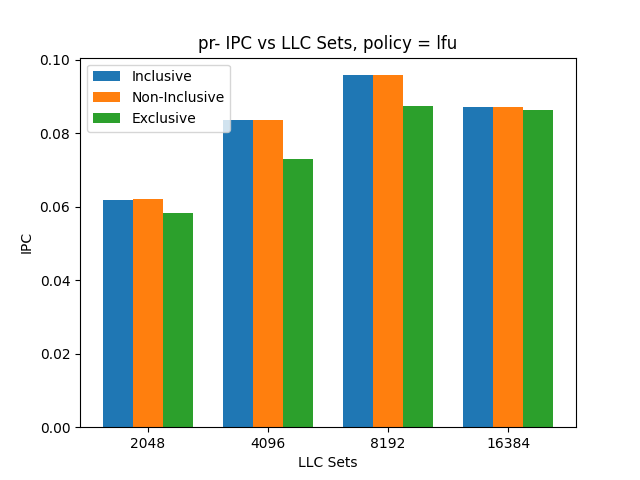 pr- IPC vs LLC Sets, policy = lfu
Inclusive
Non-Inclusive
Exclusive
0.10
0.08
0.06
0.04
0.02
0.00
IPC
2048 4096 8192 16384
LLC Sets